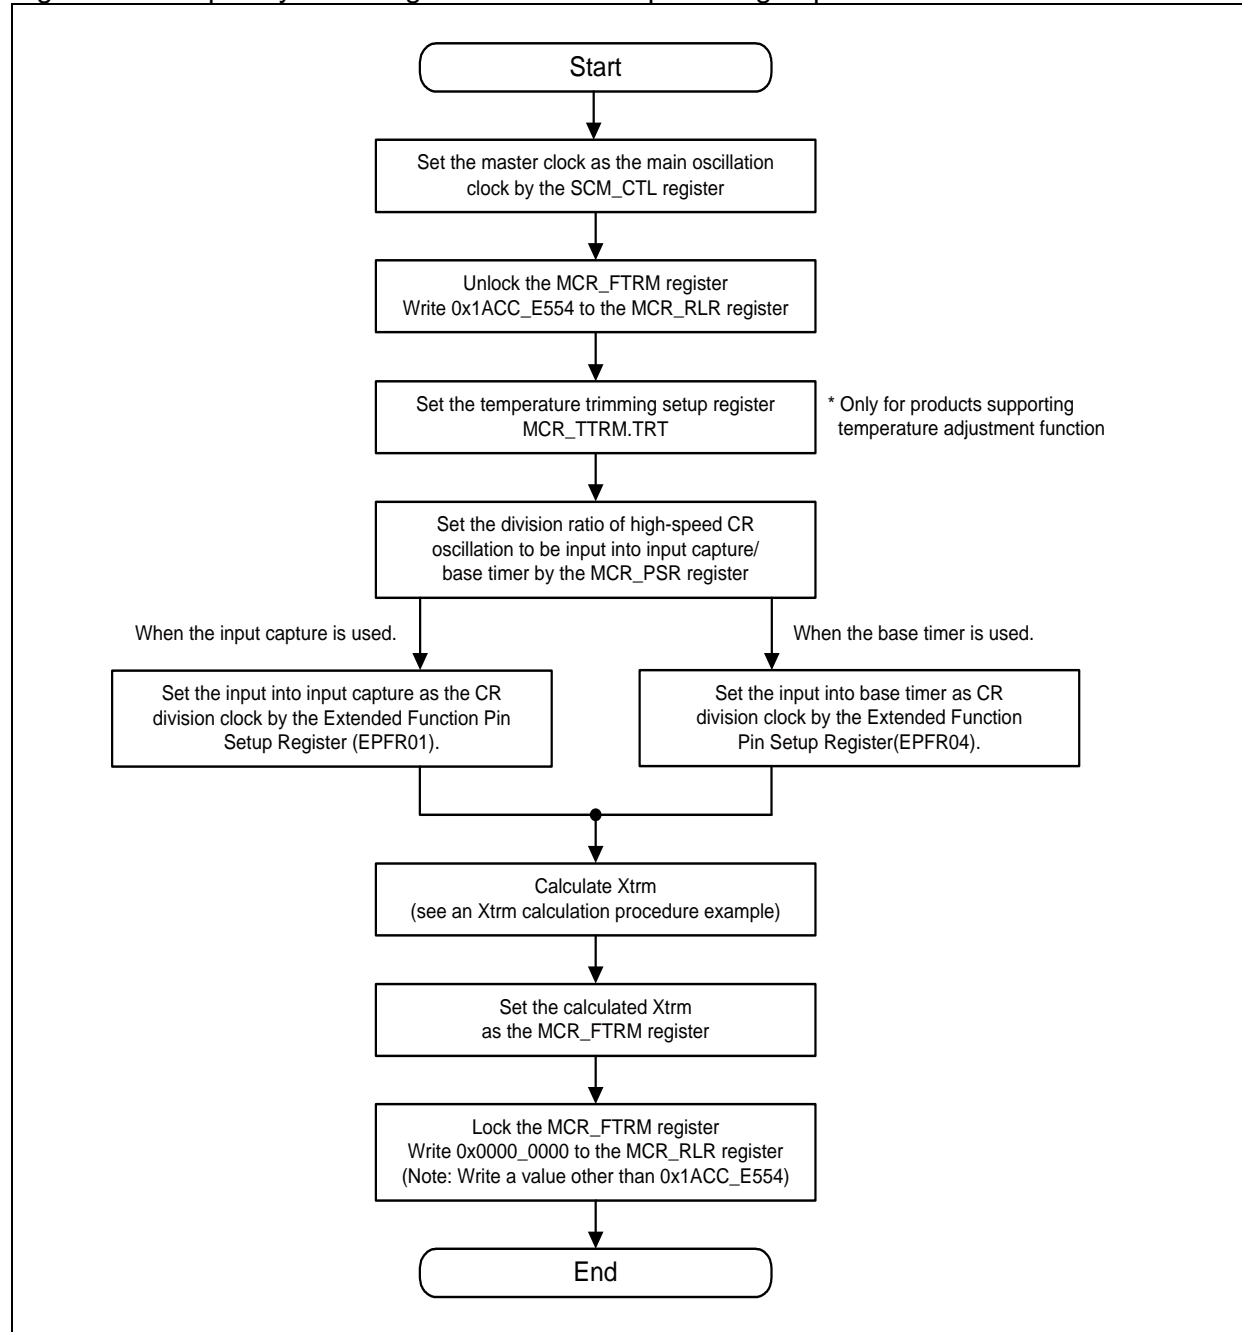 Start
Set the master clock as the main oscillation
clock by the SCM_CTL register
Unlock the MCR_FTRM register
Write 0x1ACC_E554 to the MCR_RLR register
Set the temperature trimming setup register
MCR_TTRM.TRT
* Only for products supporting
temperature adjustment function
Set the division ratio of high-speed CR
oscillation to be input into input capture/
base timer by the MCR_PSR register
When the input capture is used.
When the base timer is used.
Set the input into input capture as the CR
division clock by the Extended Function Pin
Setup Register (EPFR01).
Set the input into base timer as CR
division clock by the Extended Function
Pin Setup Register(EPFR04).
Calculate Xtrm
(see an Xtrm calculation procedure example)
Set the calculated Xtrm
as the MCR_FTRM register
Lock the MCR_FTRM register
Write 0x0000_0000 to the MCR_RLR register
(Note: Write a value other than 0x1ACC_E554)
End